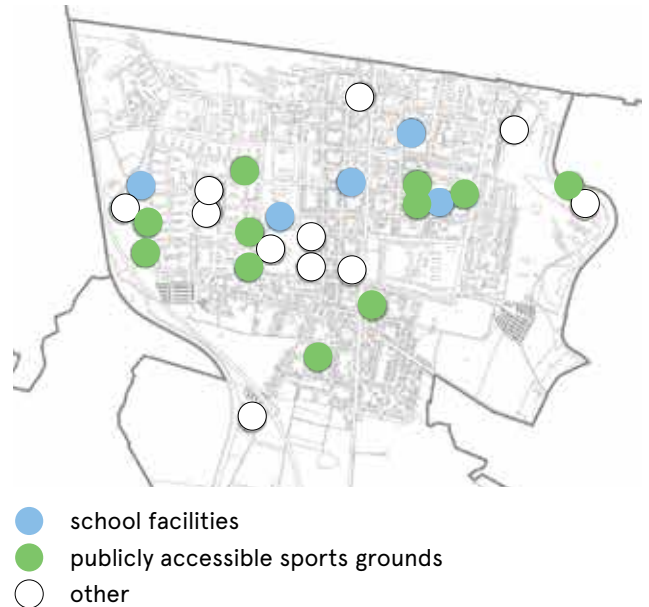 school facilities
publicly accessible sports grounds
other